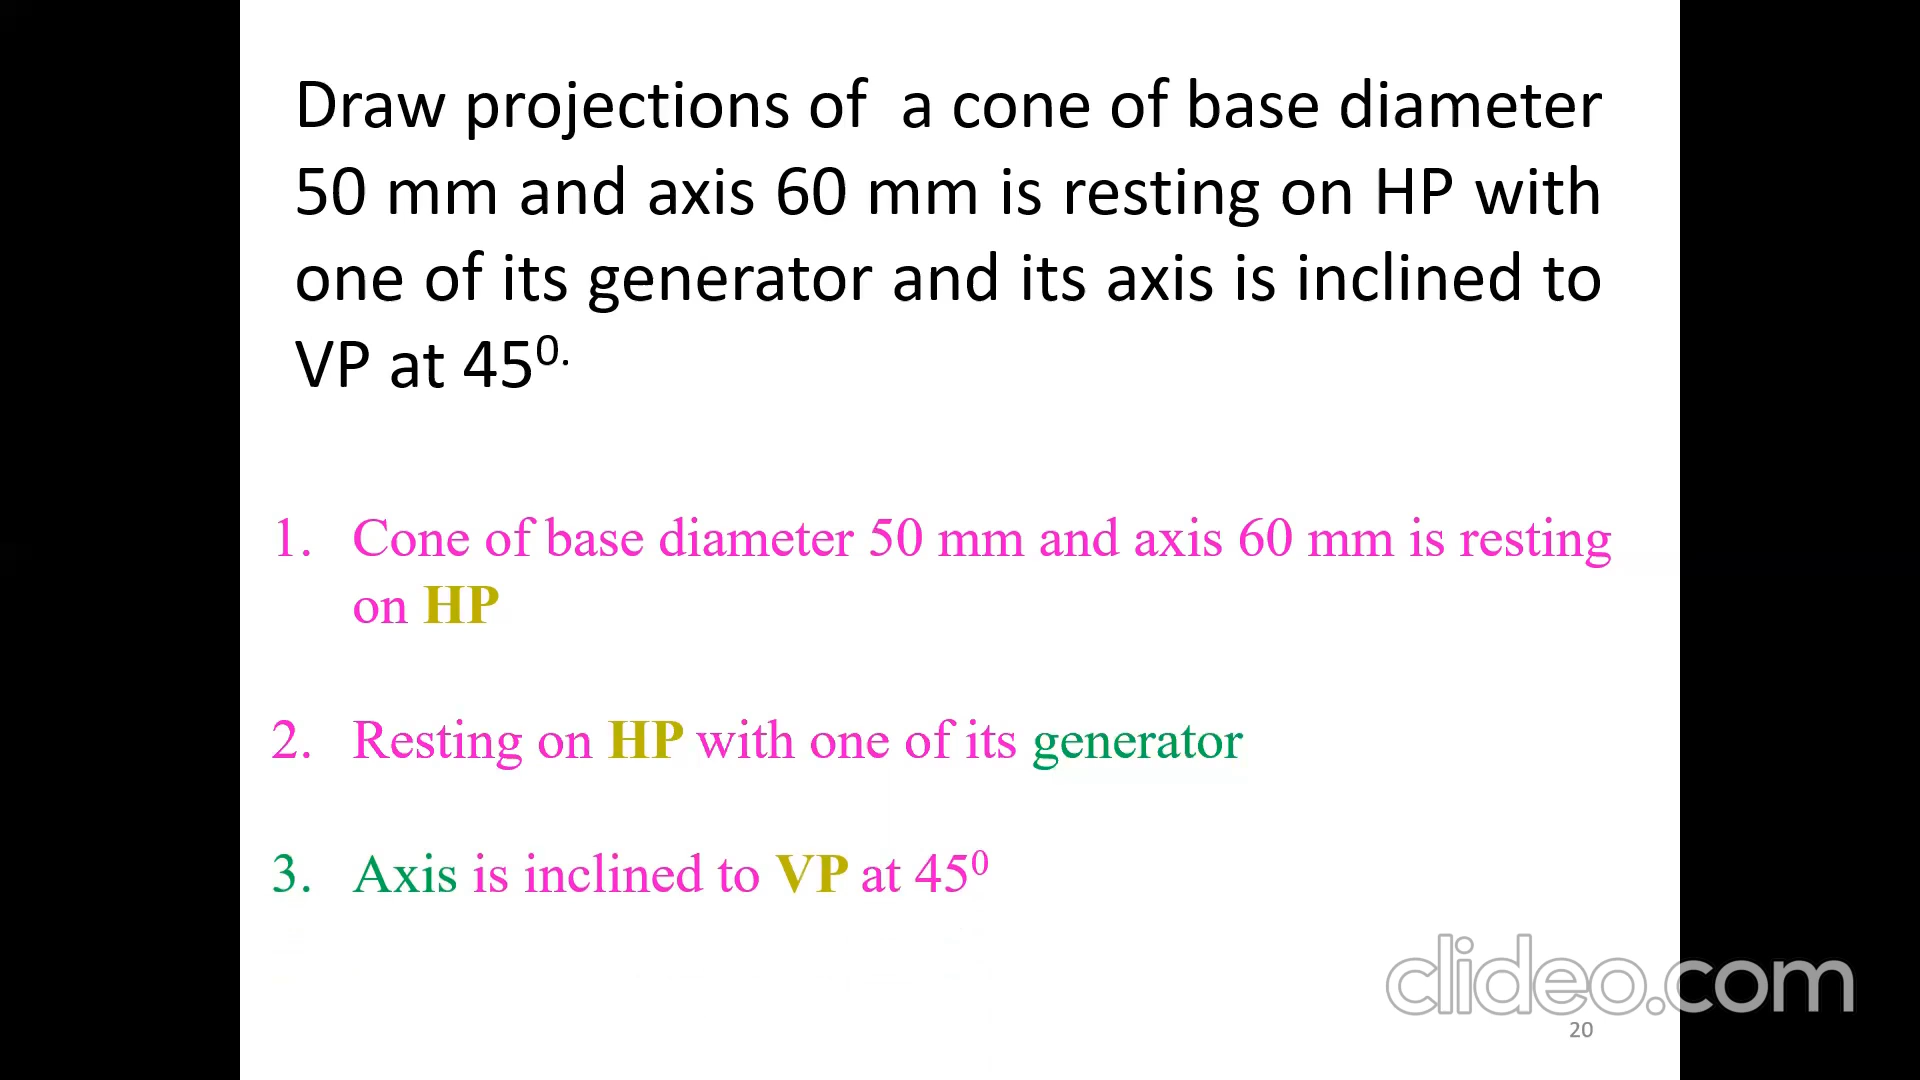 Draw projections of a cone of base diameter
50 mm and axis 60 mm is resting on HP with
one of its generator and its axis is inclined to
VP at 45⁰·
1. Cone of base diameter 50 mm and axis 60 mm is resting
on HP
2. Resting on HP with one of its generator
3. Axis is inclined to VP at 45⁰
clideo.com
20